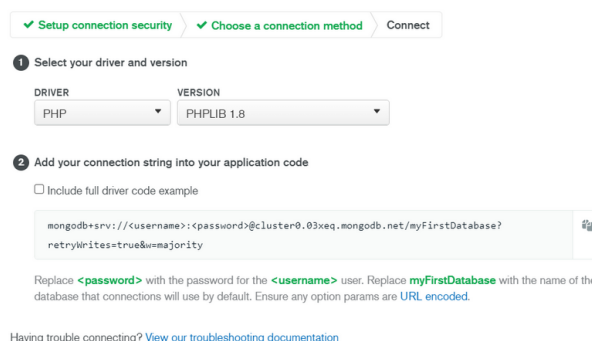 ✔ Setup connection security ✔ Choose a connection method Connect
1 Select your driver and version
DRIVER VERSION
PHP PHPLIB 1.8
2 Add your connection string into your application code
Include full driver code example
mongodb+srv://<username>:<password>@cluster0.03xeq.mongodb.net/myFirstDatabase?
retryWrites=true&w=majority
Replace <password> with the password for the <username> user. Replace myFirstDatabase with the name of the
database that connections will use by default. Ensure any option params are URL encoded.
Having trouble connecting? View our troubleshooting documentation